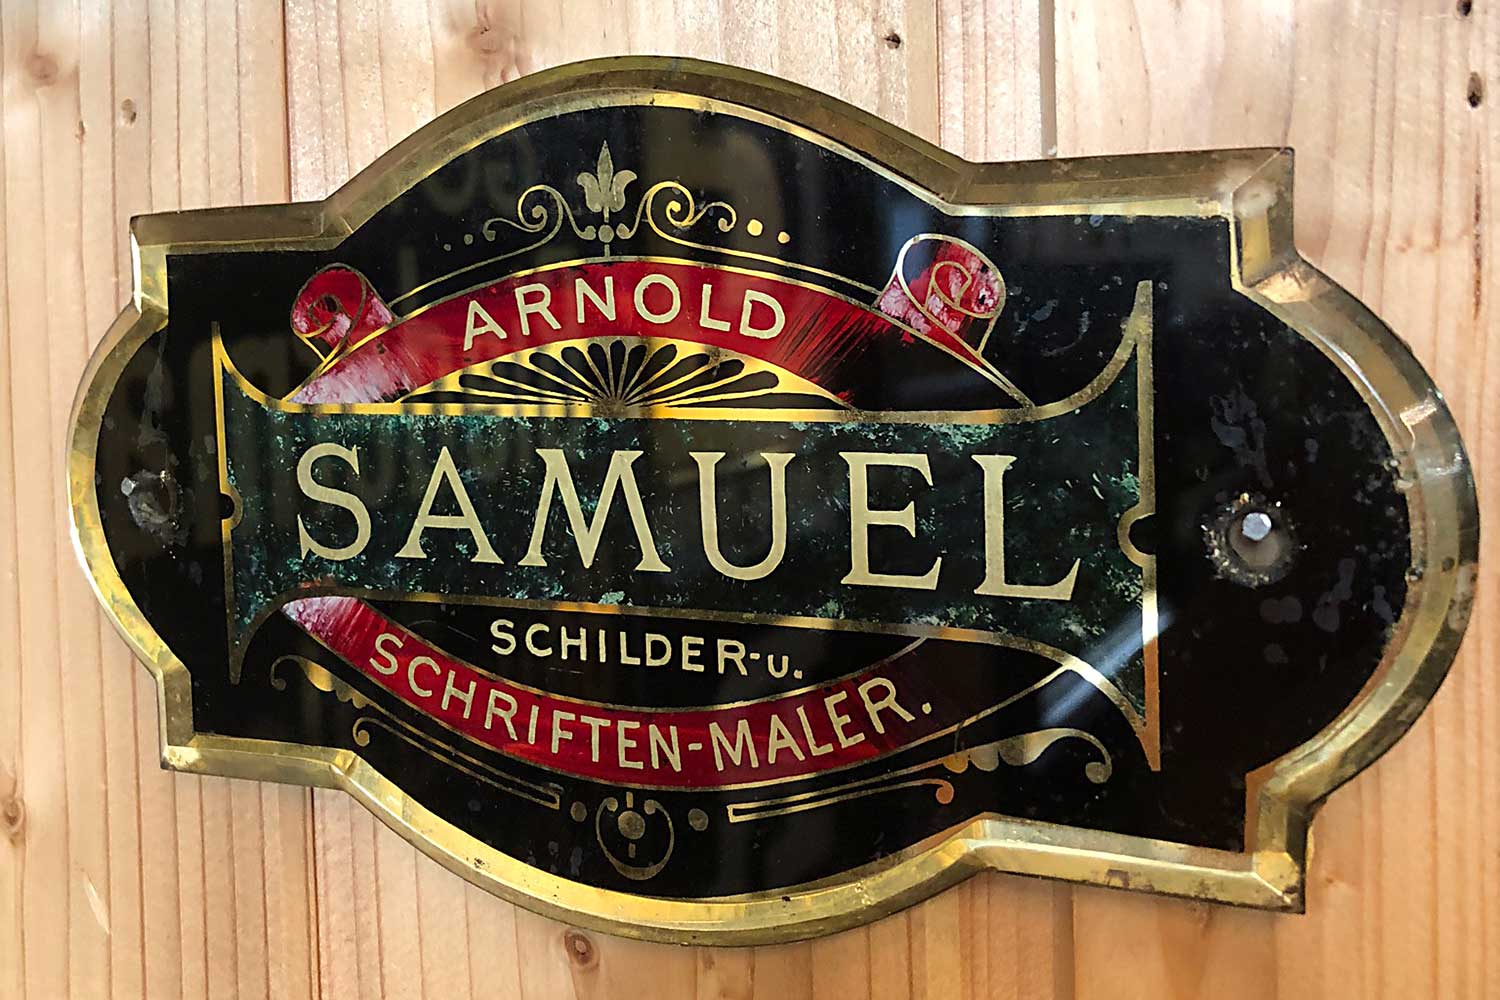 ARNOLD
SAMUEL
SCHILDER-u.
SCHRIFTEN-MALER.